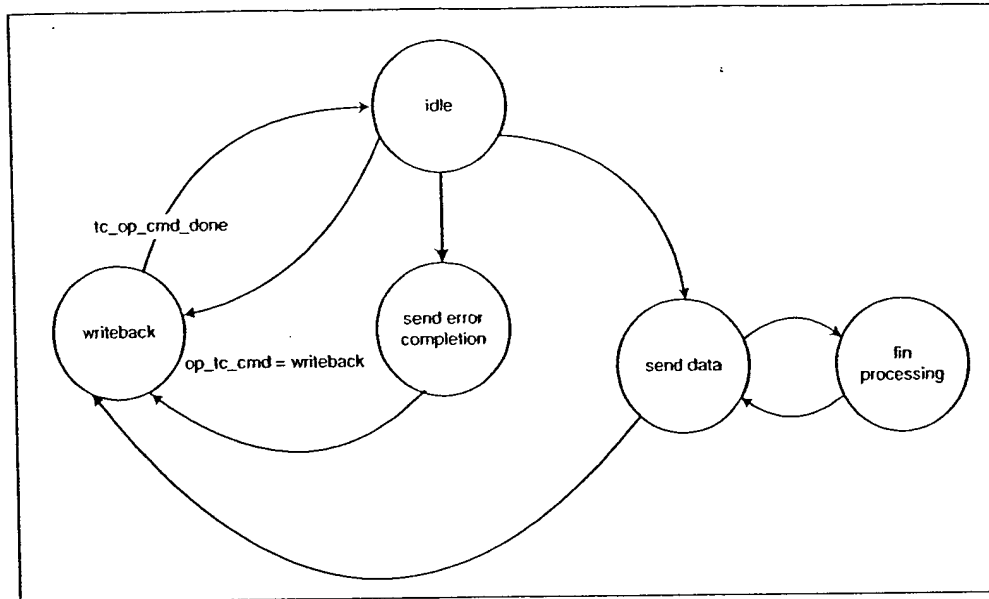 idle
tc_op_cmd_done
writeback
send error
completion
op_tc_cmd = writeback
send data
fin
processing